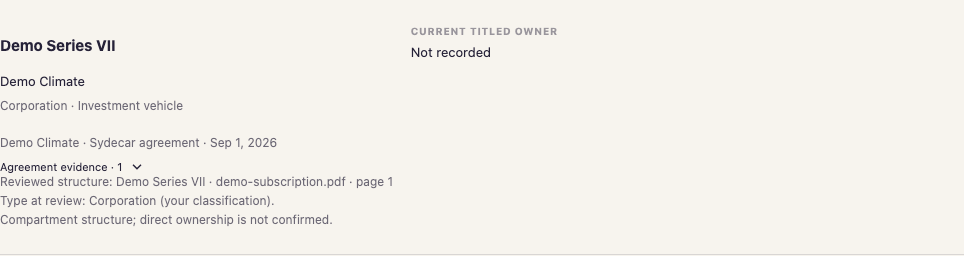 Demo Series VII
Demo Climate
Corporation · Investment vehicle
Demo Climate · Sydecar agreement · Sep 1, 2026
Agreement evidence · 1
Reviewed structure: Demo Series VII · demo-subscription.pdf · page 1
Type at review: Corporation (your classification).
Compartment structure; direct ownership is not confirmed.
CURRENT TITLED OWNER
Not recorded